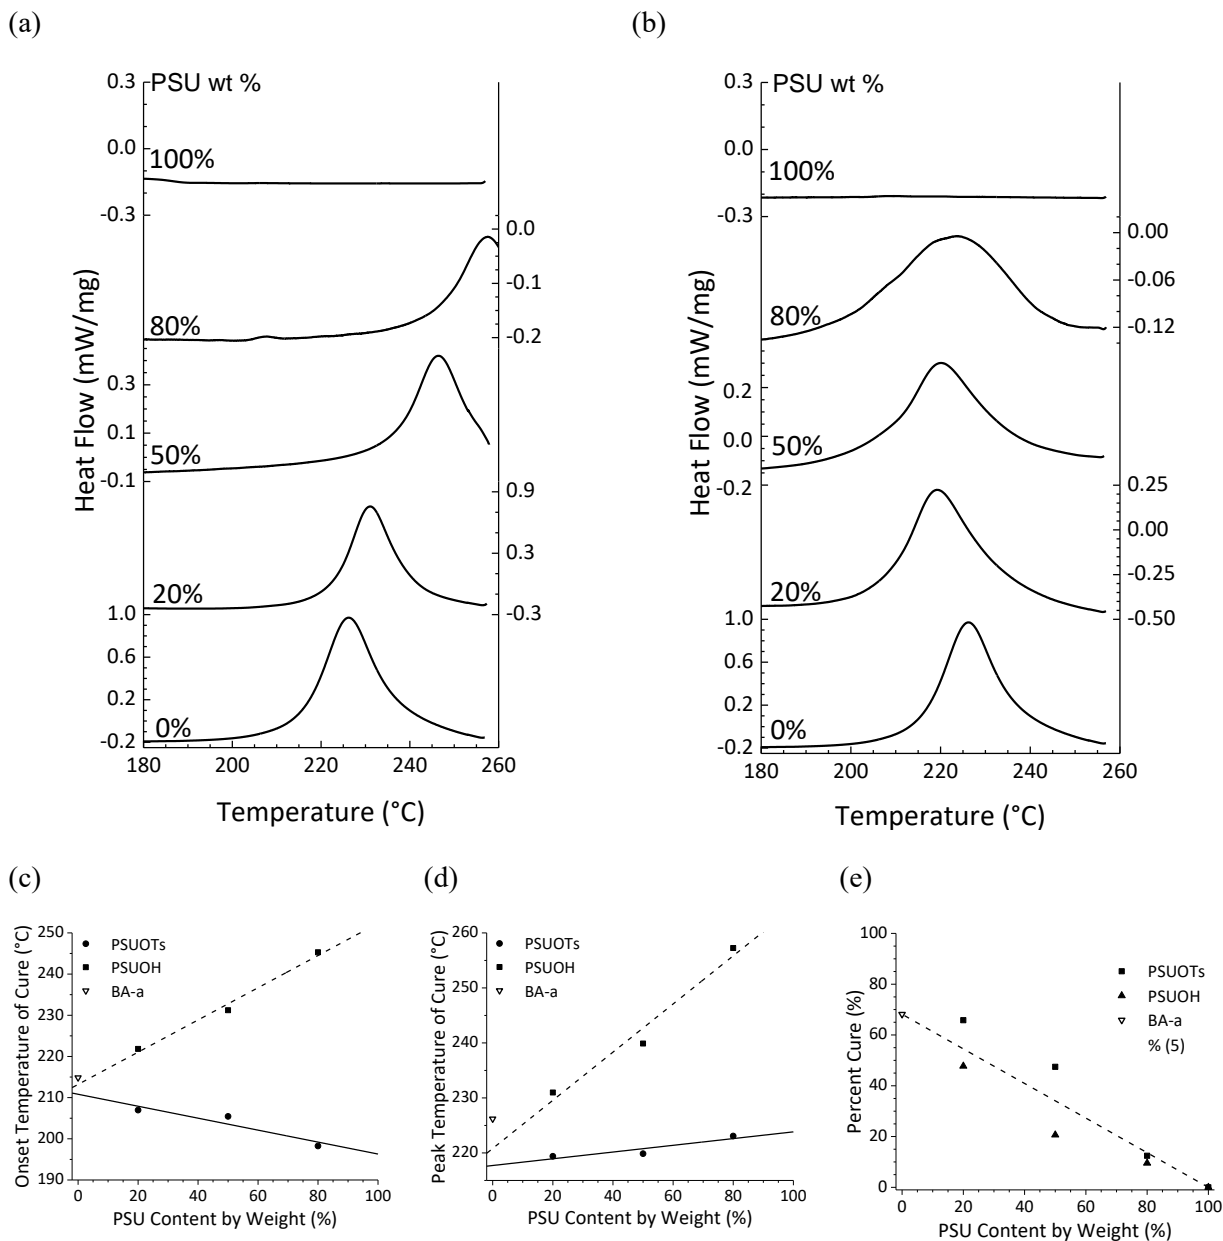 (a)
(b)
0.3
PSU wt %
0.0
100%
-0.3
0.0
-0.1
80%
-0.2
0.3
0.1
50%
-0.1
0.9
0.3
20%
-0.3
1.0
0.6
0.2
0%
-0.2
180 200 220 240 260
Heat Flow (mW/mg)
Temperature (°C)
0.3
PSU wt %
0.0
100%
-0.3
0.00
-0.06
80%
-0.12
0.2
0.0
50%
-0.2
0.25
0.00
-0.25
20%
-0.50
1.0
0.6
0.2
0%
-0.2
180 200 220 240 260
Heat Flow (mW/mg)
Temperature (°C)
(c)
(d)
(e)
Onset Temperature of Cure (°C)
250
240
230
220
210
200
190
PSUOTs
PSUOH
BA-a
0 20 40 60 80 100
PSU Content by Weight (%)
Peak Temperature of Cure (°C)
260
250
240
230
220
PSUOTs
PSUOH
BA-a
0 20 40 60 80 100
PSU Content by Weight (%)
Percent Cure (%)
100
80
60
40
20
0
PSUOTs
PSUOH
BA-a
% (5)
0 20 40 60 80 100
PSU Content by Weight (%)